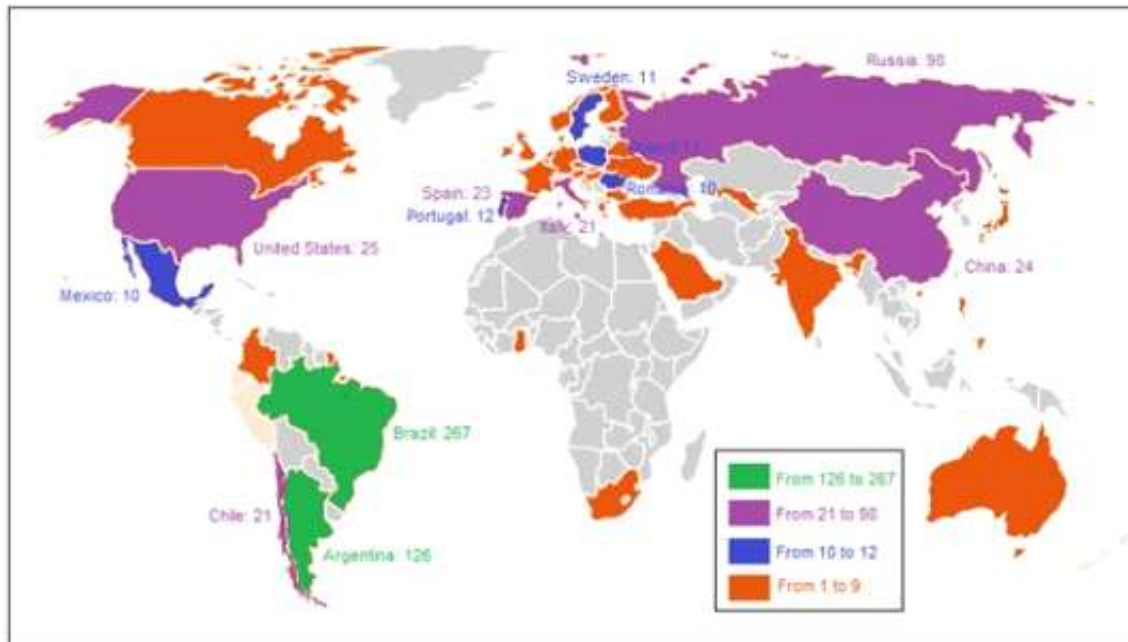 Russia: 98
Sweden: 11
Romania: 10
Spain: 23
Portugal: 12
Italy: 21
United States: 25
China: 24
Mexico: 10
Brazil: 267
Chile: 21
Argentina: 126
From 126 to 267
From 21 to 98
From 10 to 12
From 1 to 9